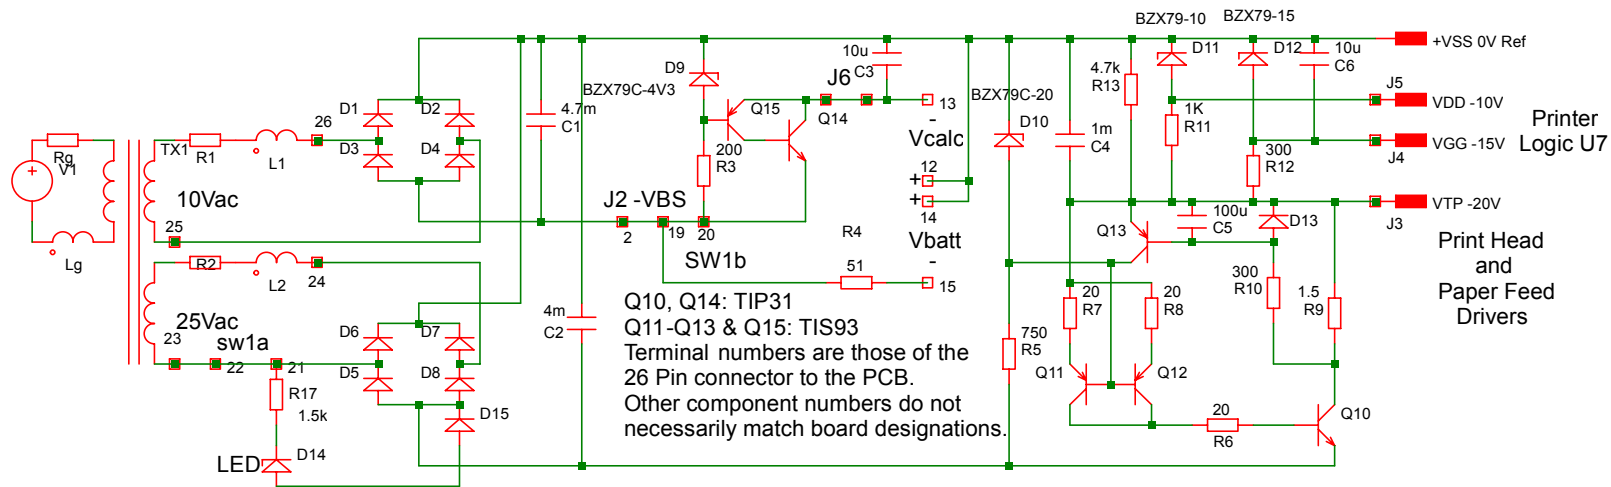 BZX79-10
BZX79-15
10u
C3
D9
BZX79C-4V3
J6
D11
D12
10u
C6
+VSS 0V Ref
4.7k
R13
J5
VDD -10V
D1
D2
26
4.7m
C1
Q15
Q14
13
-
Vcalc
BZX79C-20
D10
1m
C4
1K
R11
Printer
Logic U7
VGG -15V
J4
300
R12
Rg
V1
TX1
R1
L1
D3
D4
200
R3
12
+
+
14
10Vac
J2 -VBS
2
19
20
100u
C5
D13
VTP -20V
J3
25
Lg
R2
L2
24
SW1b
R4
51
Vbatt
-
15
Q13
Print Head
and
Paper Feed
Drivers
300
R10
1.5
R9
25Vac
23
sw1a
22
21
D6
D7
4m
C2
Q10, Q14: TIP31
Q11-Q13 & Q15: TIS93
Terminal numbers are those of the
26 Pin connector to the PCB.
Other component numbers do not
necessarily match board designations.
20
R7
20
R8
750
R5
D5
D8
R17
1.5k
D15
Q11
Q12
20
R6
Q10
LED
D14